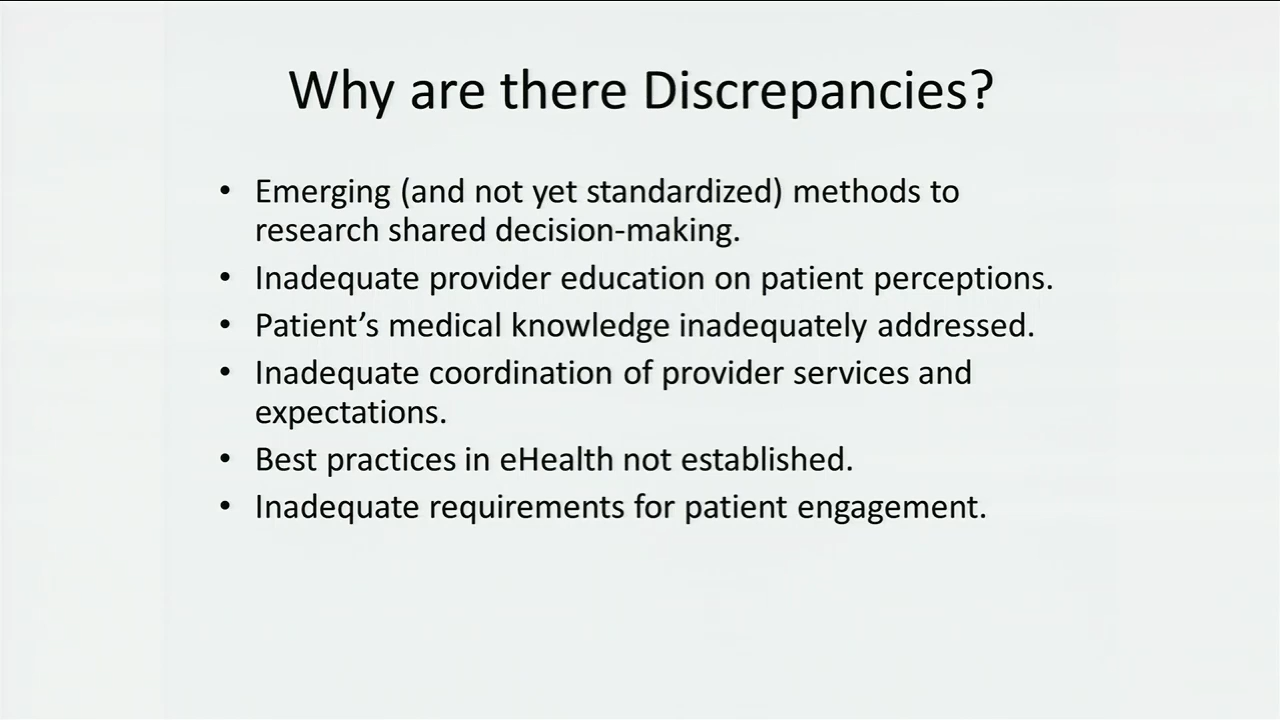 Why are there Discrepancies?
• Emerging (and not yet standardized) methods to
research shared decision-making.
• Inadequate provider education on patient perceptions.
• Patient’s medical knowledge inadequately addressed.
• Inadequate coordination of provider services and
expectations.
• Best practices in eHealth not established.
• Inadequate requirements for patient engagement.